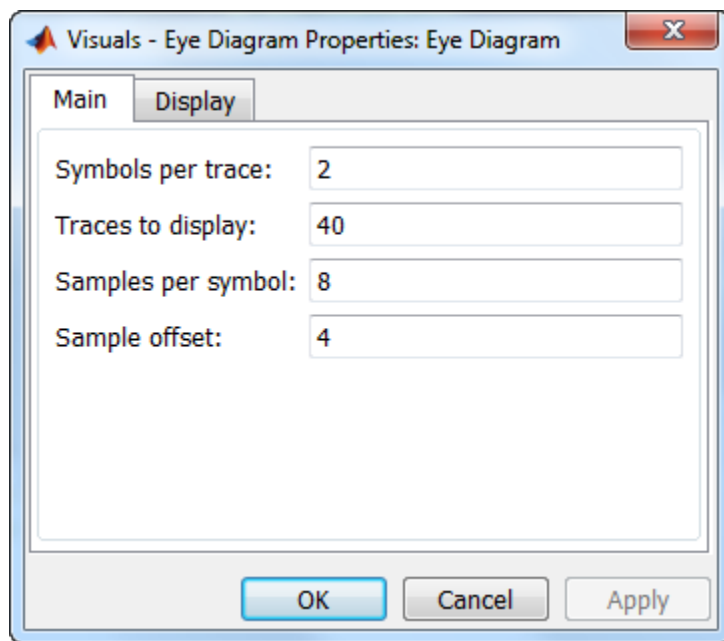 Visuals - Eye Diagram Properties: Eye Diagram
Main Display
Symbols per trace: 2
Traces to display: 40
Samples per symbol: 8
Sample offset: 4
OK Cancel Apply